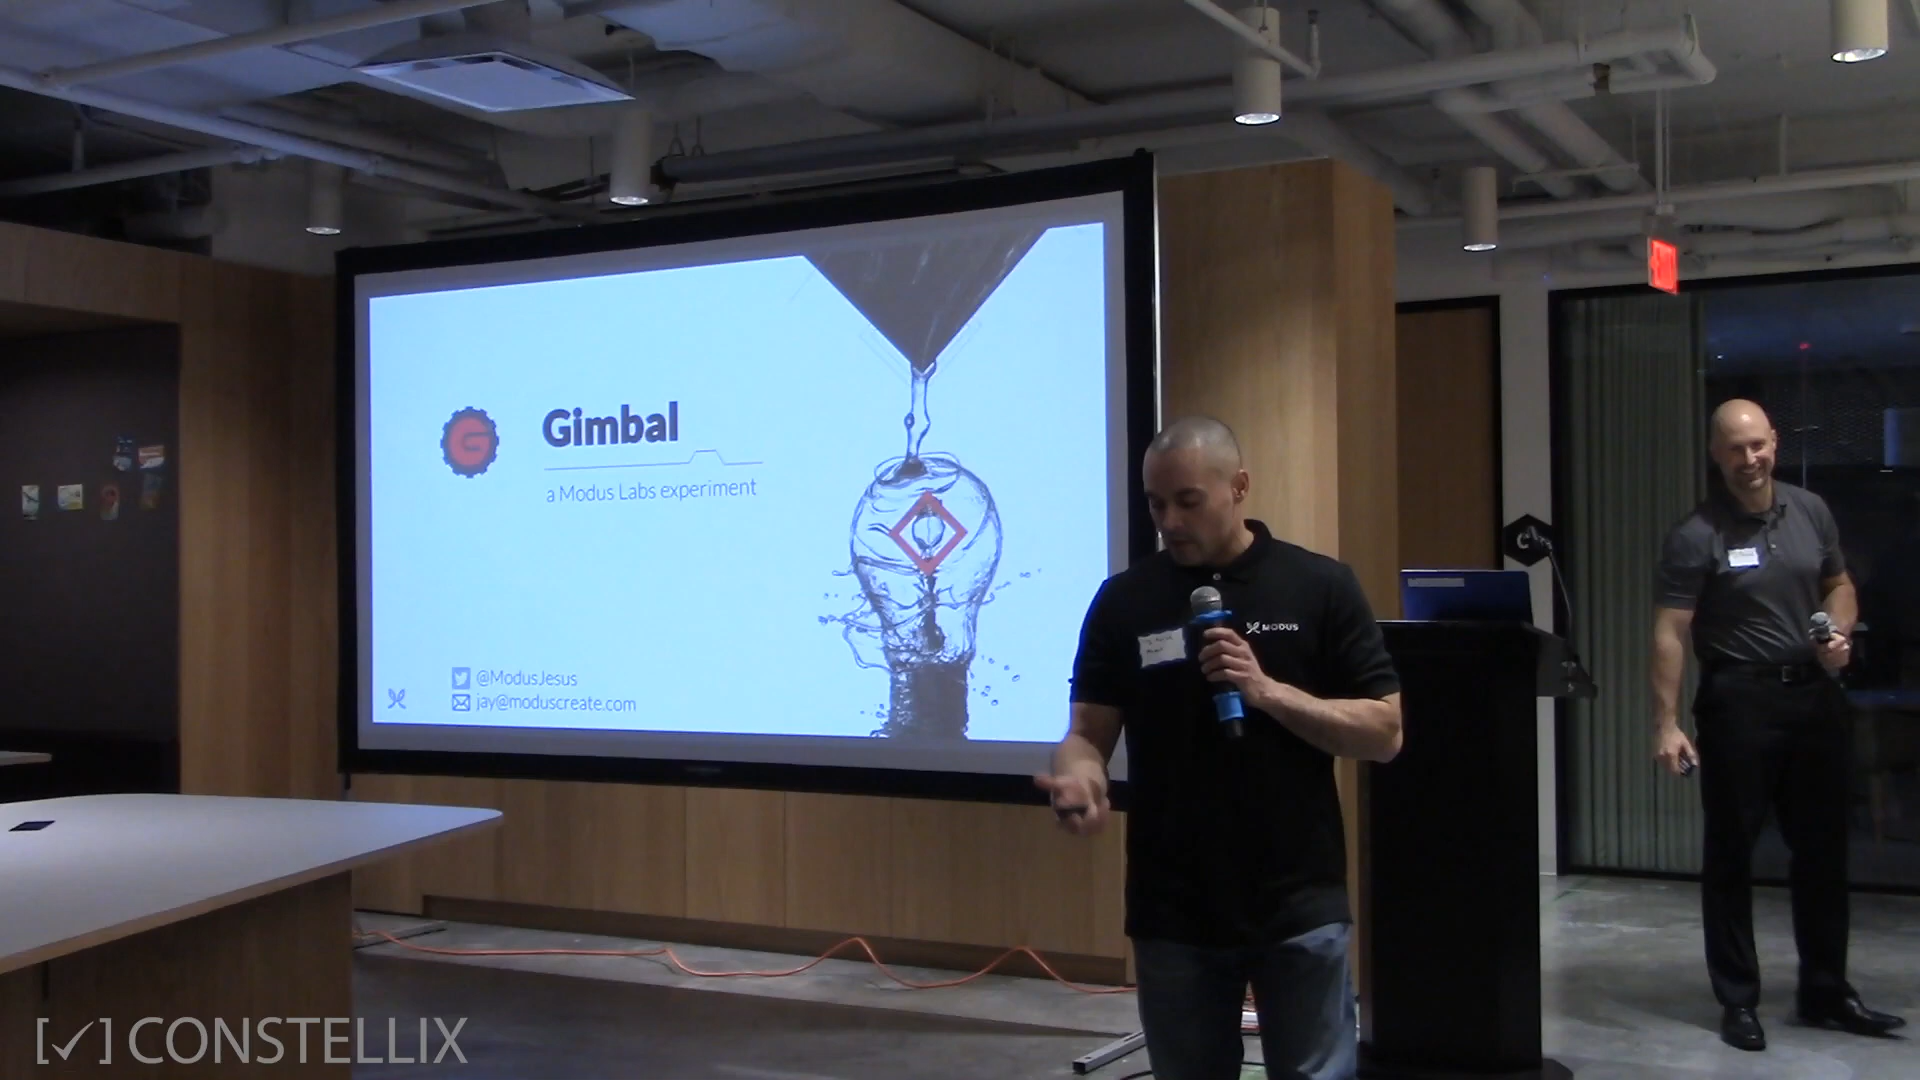 Gimbal
a Modus Labs experiment
@ModusJesus
jay@moduscreate.com
MODUS
[✓] CONSTELLIX